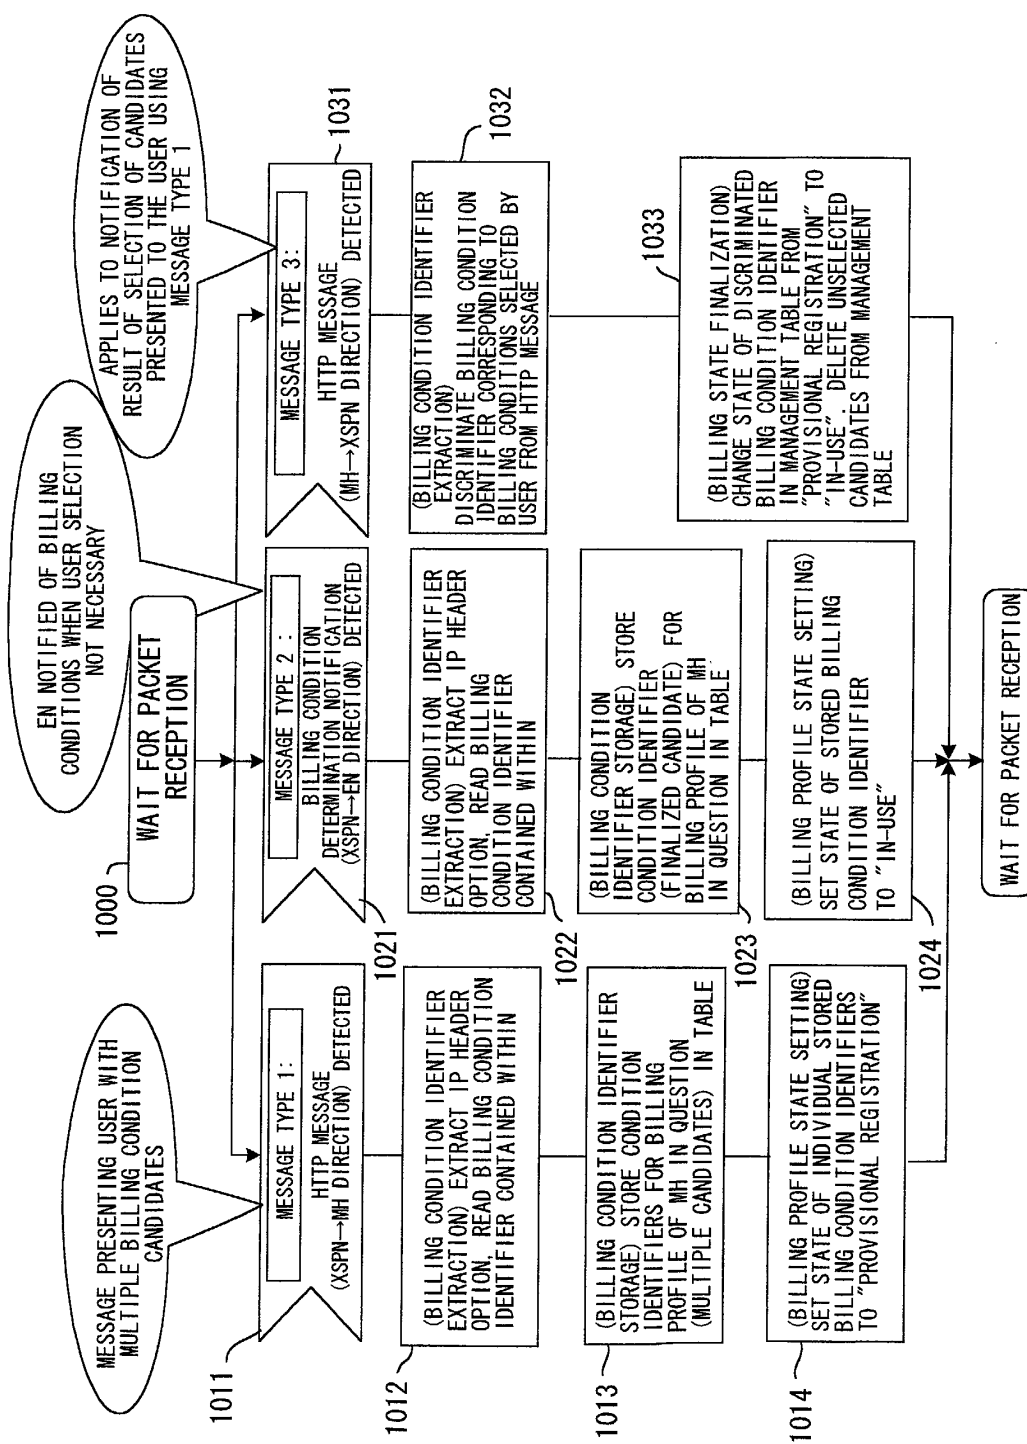 MESSAGE PRESENTING USER WITH
MULTIPLE BILLING CONDITION
CANDIDATES
EN NOTIFIED OF BILLING
CONDITIONS WHEN USER SELECTION
NOT NECESSARY
APPLIES TO NOTIFICATION OF
RESULT OF SELECTION OF CANDIDATES
PRESENTED TO THE USER USING
MESSAGE TYPE 1
1000
WAIT FOR PACKET
RECEPTION
1011
MESSAGE TYPE 1:
HTTP MESSAGE
(XSPN→MH DIRECTION) DETECTED
1012
(BILLING CONDITION IDENTIFIER
EXTRACTION) EXTRACT IP HEADER
OPTION, READ BILLING CONDITION
IDENTIFIER CONTAINED WITHIN
1013
(BILLING CONDITION IDENTIFIER
STORAGE) STORE CONDITION
IDENTIFIERS FOR BILLING
PROFILE OF MH IN QUESTION
(MULTIPLE CANDIDATES) IN TABLE
1014
(BILLING PROFILE STATE SETTING)
SET STATE OF INDIVIDUAL STORED
BILLING CONDITION IDENTIFIERS
TO "PROVISIONAL REGISTRATION"
1021
MESSAGE TYPE 2 :
BILLING CONDITION
DETERMINATION NOTIFICATION
(XSPN→EN DIRECTION) DETECTED
1022
(BILLING CONDITION IDENTIFIER
EXTRACTION) EXTRACT IP HEADER
OPTION, READ BILLING
CONDITION IDENTIFIER
CONTAINED WITHIN
1023
(BILLING CONDITION
IDENTIFIER STORAGE) STORE
CONDITION IDENTIFIER
(FINALIZED CANDIDATE) FOR
BILLING PROFILE OF MH
IN QUESTION IN TABLE
1024
(BILLING PROFILE STATE SETTING)
SET STATE OF STORED BILLING
CONDITION IDENTIFIER
TO "IN-USE"
1031
MESSAGE TYPE 3:
HTTP MESSAGE
(MH→XSPN DIRECTION) DETECTED
1032
(BILLING CONDITION IDENTIFIER
EXTRACTION)
DISCRIMINATE BILLING CONDITION
IDENTIFIER CORRESPONDING TO
BILLING CONDITIONS SELECTED BY
USER FROM HTTP MESSAGE
1033
(BILLING STATE FINALIZATION)
CHANGE STATE OF DISCRIMINATED
BILLING CONDITION IDENTIFIER
IN MANAGEMENT TABLE FROM
"PROVISIONAL REGISTRATION" TO
"IN-USE". DELETE UNSELECTED
CANDIDATES FROM MANAGEMENT
TABLE
WAIT FOR PACKET RECEPTION